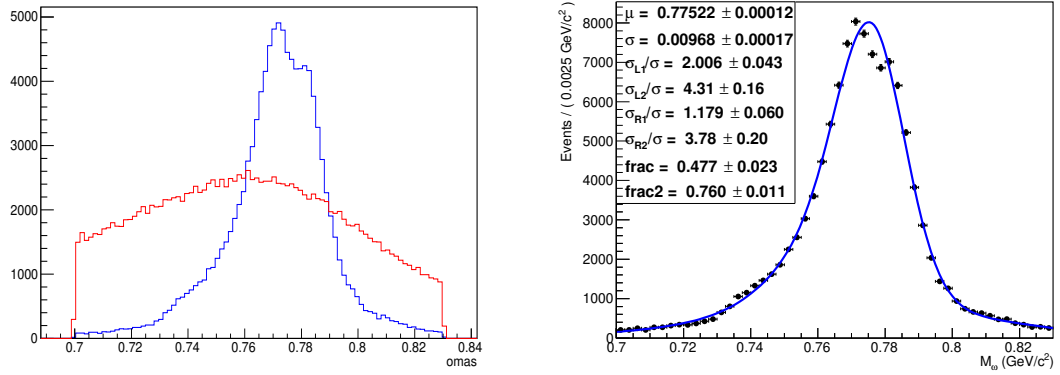 5000
4000
3000
2000
1000
0
0.7 0.72 0.74 0.76 0.78 0.8 0.82 0.84
omas
Events / ( 0.0025 GeV/c² )
8000
7000
6000
5000
4000
3000
2000
1000
0
μ = 0.77522 ± 0.00012
σ = 0.00968 ± 0.00017
σL1/σ = 2.006 ± 0.043
σL2/σ = 4.31 ± 0.16
σR1/σ = 1.179 ± 0.060
σR2/σ = 3.78 ± 0.20
frac = 0.477 ± 0.023
frac2 = 0.760 ± 0.011
0.7 0.72 0.74 0.76 0.78 0.8 0.82
Mω (GeV/c²)